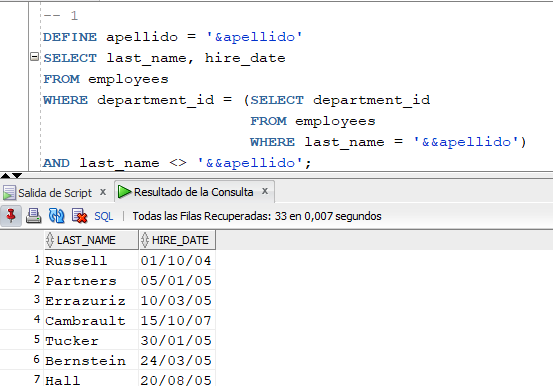 -- 1
DEFINE apellido = '&apellido'
SELECT last_name, hire_date
FROM employees
WHERE department_id = (SELECT department_id
FROM employees
WHERE last_name = '&&apellido')
AND last_name <> '&&apellido';
Salida de Script x Resultado de la Consulta x
SQL | Todas las Filas Recuperadas: 33 en 0,007 segundos
LAST_NAME HIRE_DATE
1 Russell 01/10/04
2 Partners 05/01/05
3 Errazuriz 10/03/05
4 Cambrault 15/10/07
5 Tucker 30/01/05
6 Bernstein 24/03/05
7 Hall 20/08/05